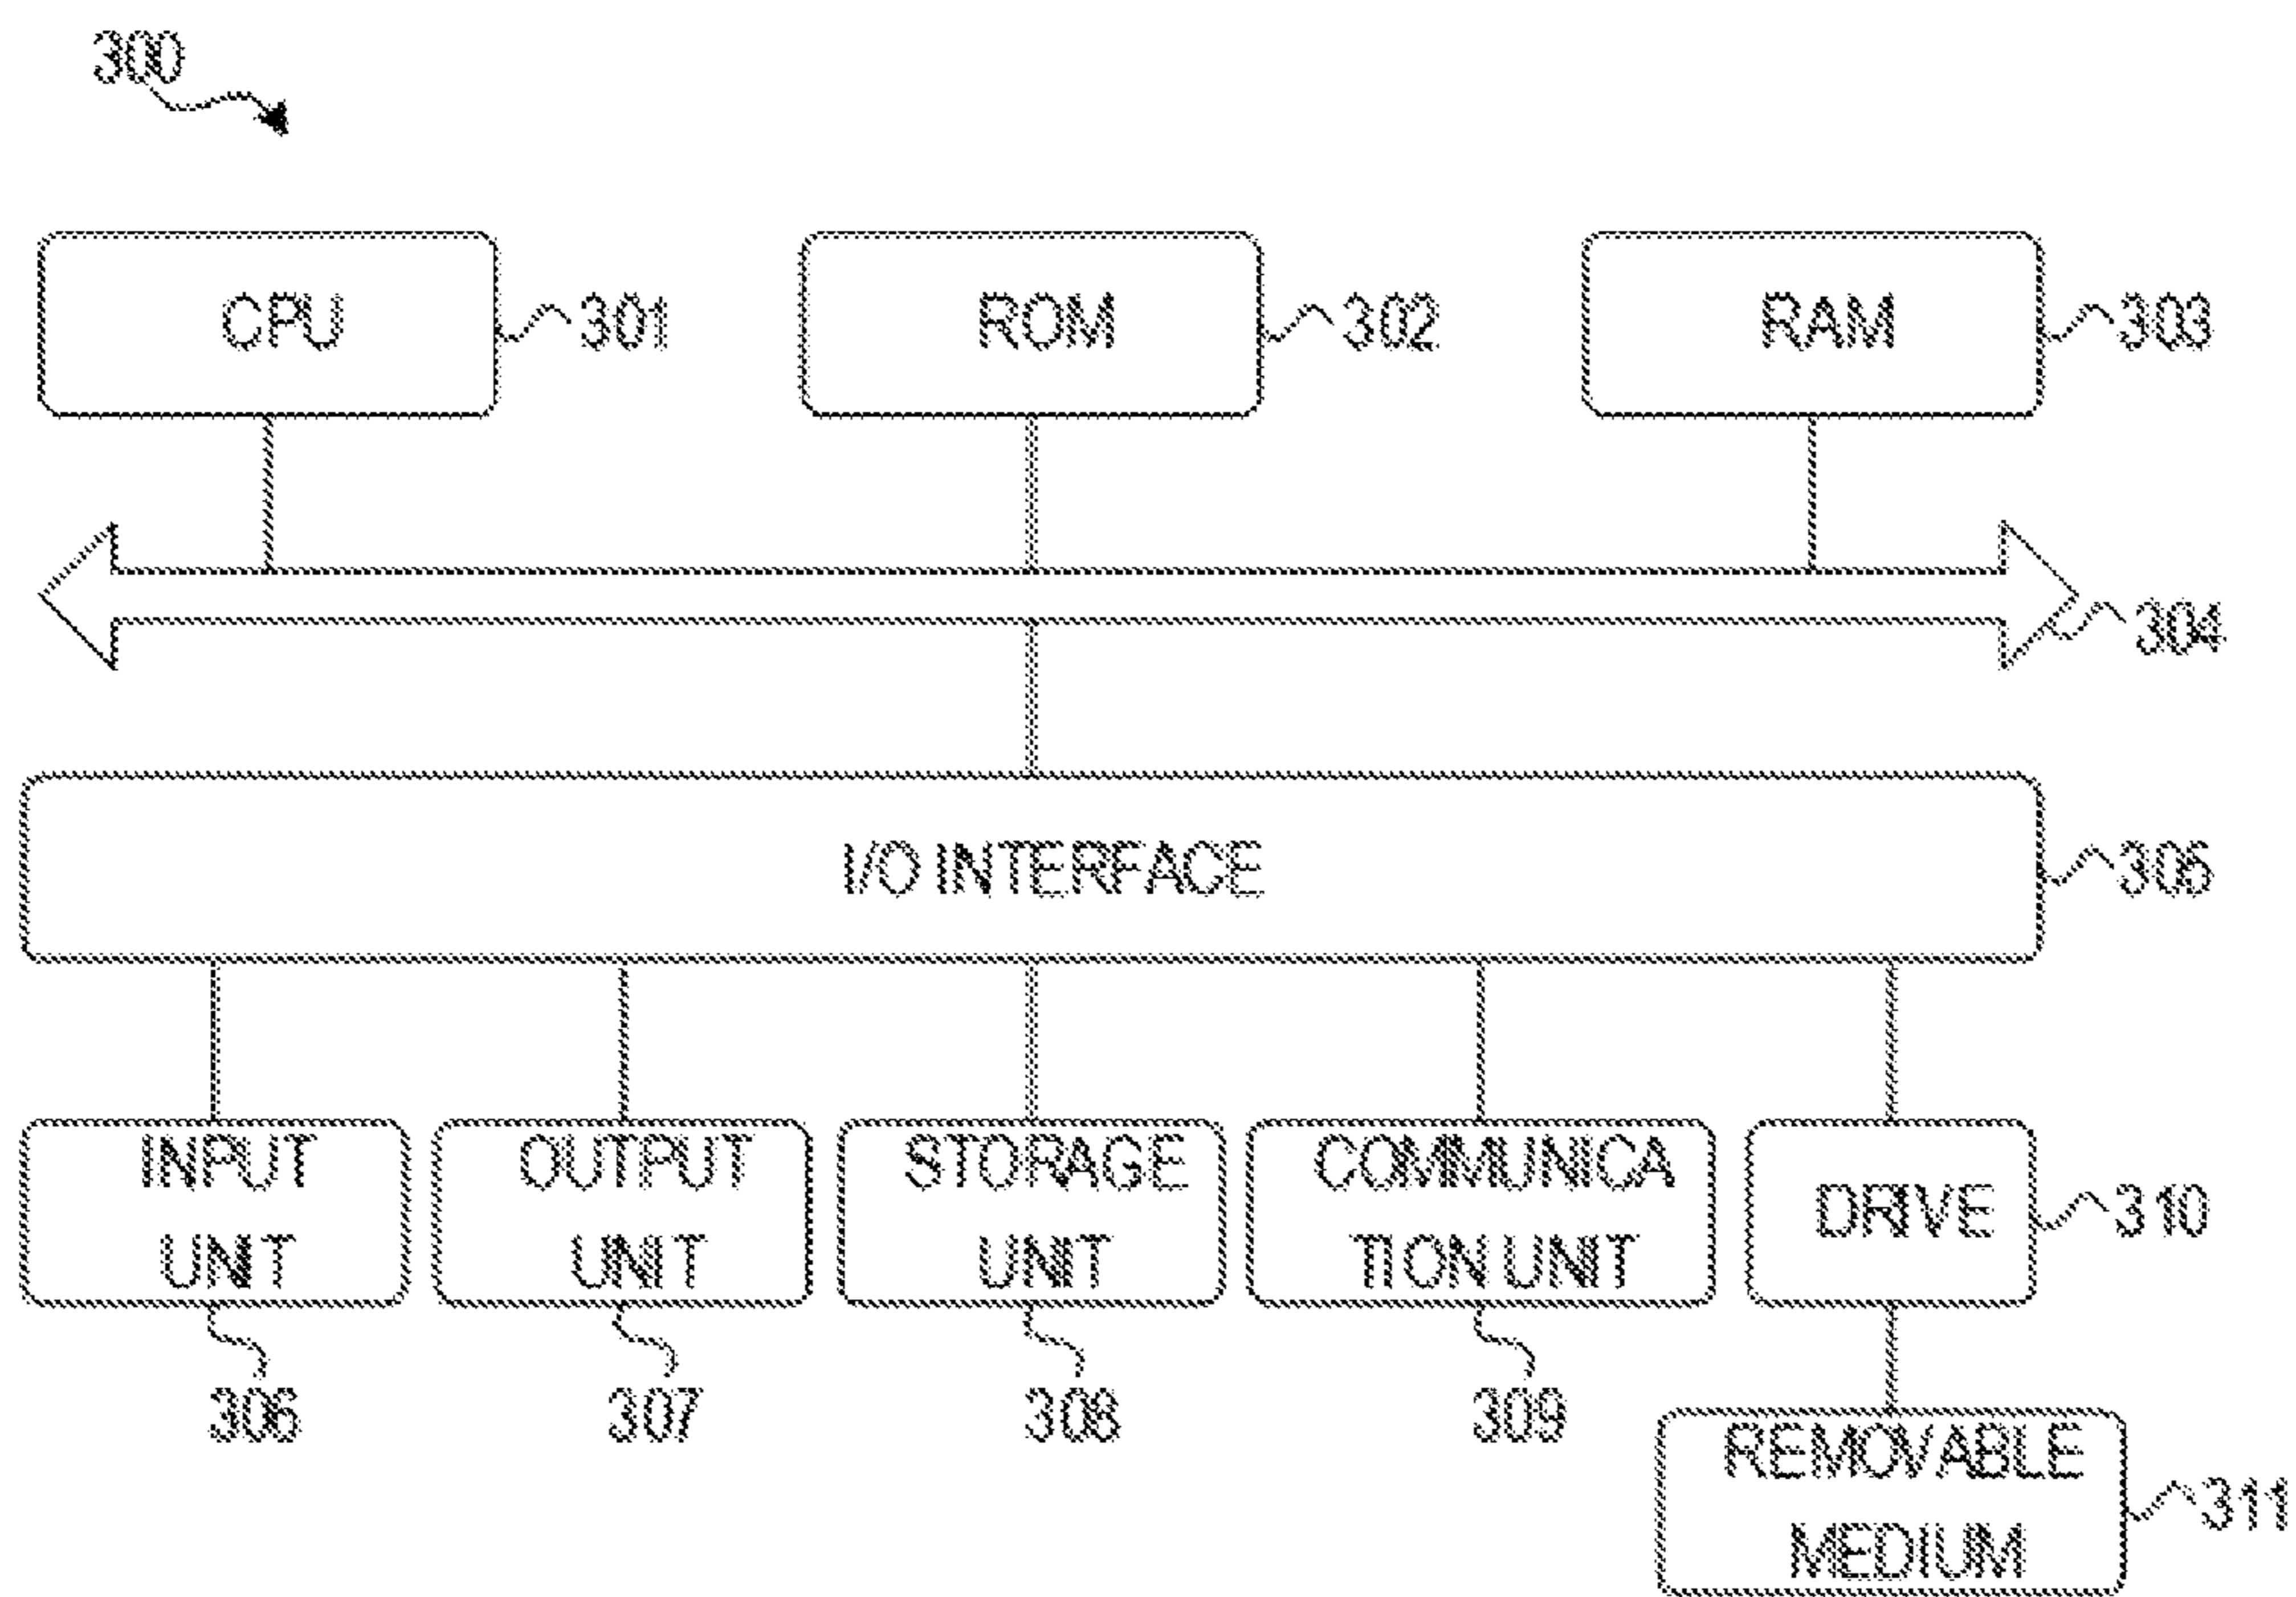 300
CPU 301 ROM 302 RAM 303
304
I/O INTERFACE 305
INPUT OUTPUT STORAGE COMMUNICA
UNIT UNIT UNIT TION UNIT
DRIVE 310
306 307 308 309
REMOVABLE
MEDIUM
311